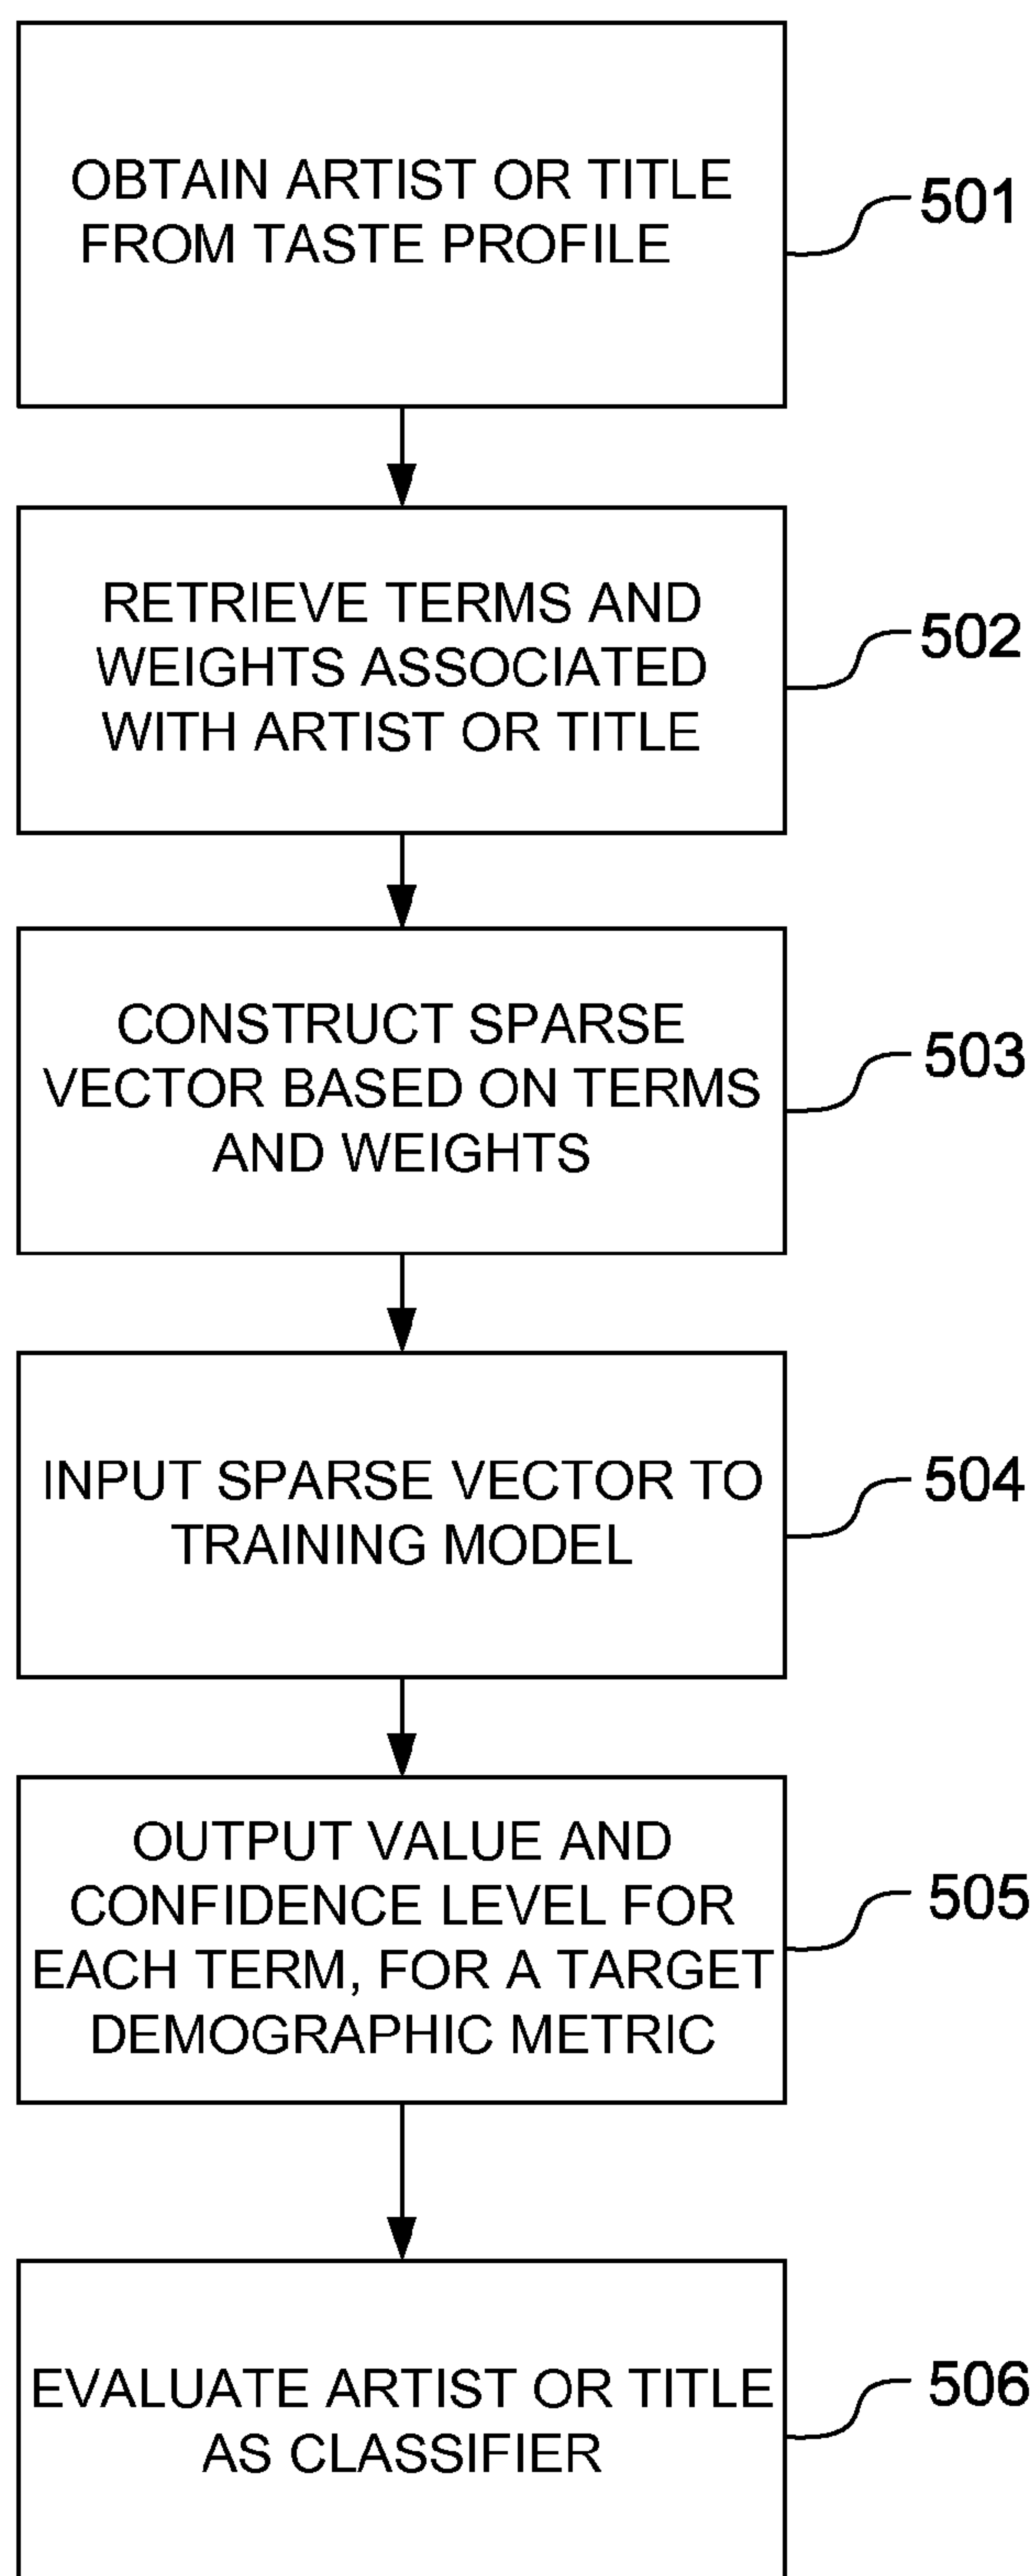 OBTAIN ARTIST OR TITLE
FROM TASTE PROFILE
501
RETRIEVE TERMS AND
WEIGHTS ASSOCIATED
WITH ARTIST OR TITLE
502
CONSTRUCT SPARSE
VECTOR BASED ON TERMS
AND WEIGHTS
503
INPUT SPARSE VECTOR TO
TRAINING MODEL
504
OUTPUT VALUE AND
CONFIDENCE LEVEL FOR
EACH TERM, FOR A TARGET
DEMOGRAPHIC METRIC
505
EVALUATE ARTIST OR TITLE
AS CLASSIFIER
506